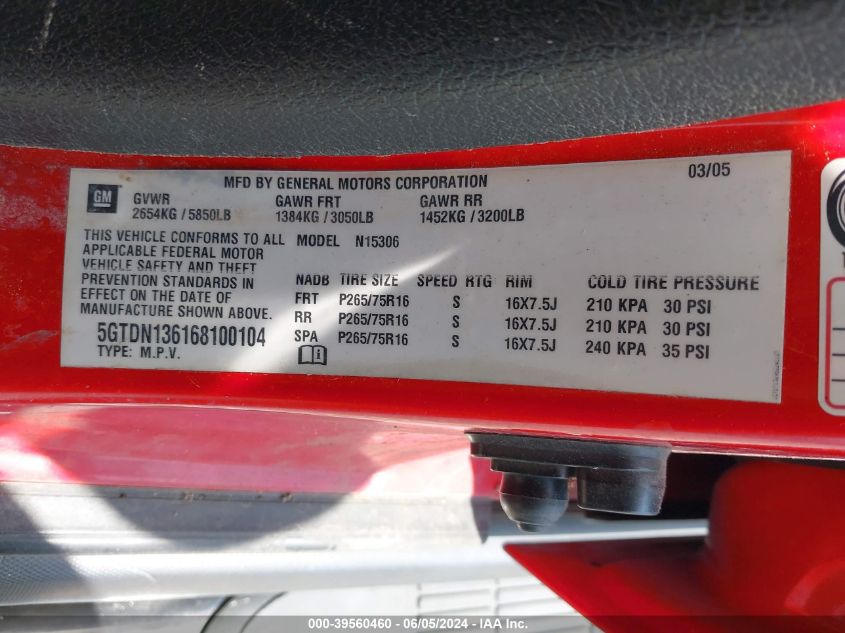 MFD BY GENERAL MOTORS CORPORATION 03/05
GM
GVWR GAWR FRT GAWR RR
2654KG / 5850LB 1384KG / 3050LB 1452KG / 3200LB
THIS VEHICLE CONFORMS TO ALL
APPLICABLE FEDERAL MOTOR
VEHICLE SAFETY AND THEFT
PREVENTION STANDARDS IN
EFFECT ON THE DATE OF
MANUFACTURE SHOWN ABOVE.
5GTDN136168100104
TYPE: M.P.V.
MODEL N15306
NADB TIRE SIZE SPEED RTG RIM COLD TIRE PRESSURE
FRT P265/75R16 S 16X7.5J 210 KPA 30 PSI
RR P265/75R16 S 16X7.5J 210 KPA 30 PSI
SPA P265/75R16 S 16X7.5J 240 KPA 35 PSI
000-39560460 - 06/05/2024 - IAA Inc.